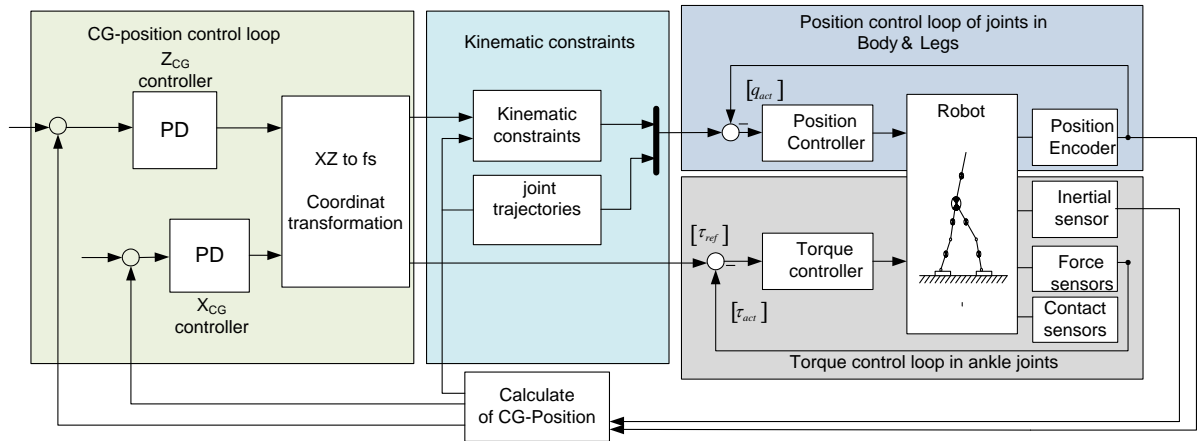 CG-position control loop
Z_CG
controller
PD
XZ to fs
Coordinat
transformation
PD
X_CG
controller
Kinematic constraints
Kinematic
constraints
joint
trajectories
Position control loop of joints in
Body & Legs
[q_act]
Position
Controller
Robot
Position
Encoder
Inertial
sensor
[τ_ref]
Torque
controller
Force
sensors
[τ_act]
Contact
sensors
Torque control loop in ankle joints
Calculate
of CG-Position